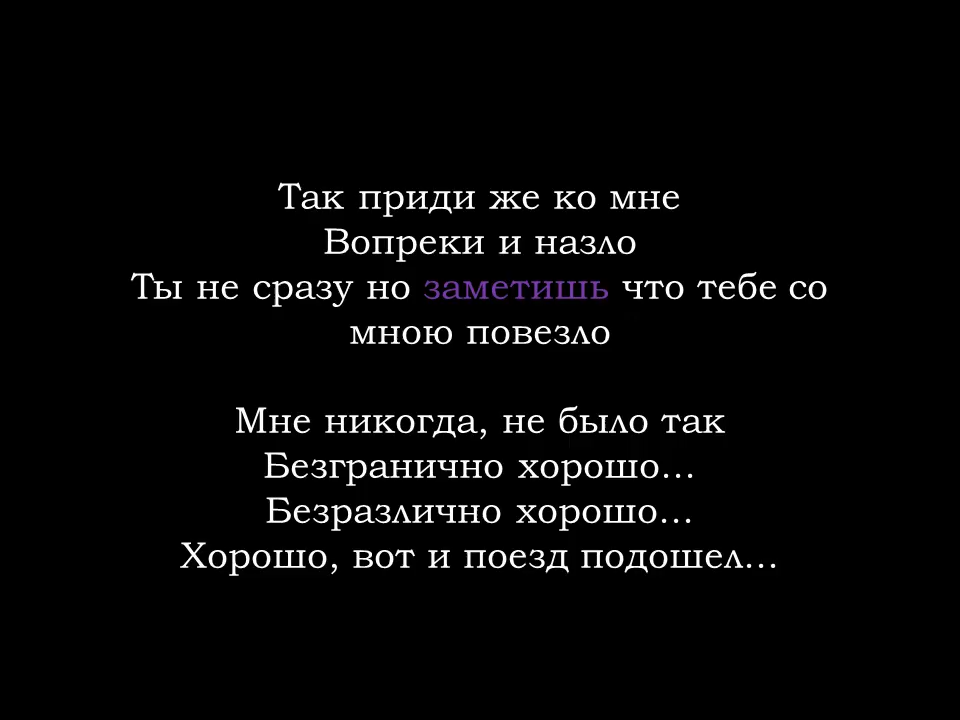 Так приди же ко мне
Вопреки и назло
Ты не сразу но заметишь что тебе со
мною повезло
Мне никогда, не было так
Безгранично хорошо...
Безразлично хорошо...
Хорошо, вот и поезд подошел...